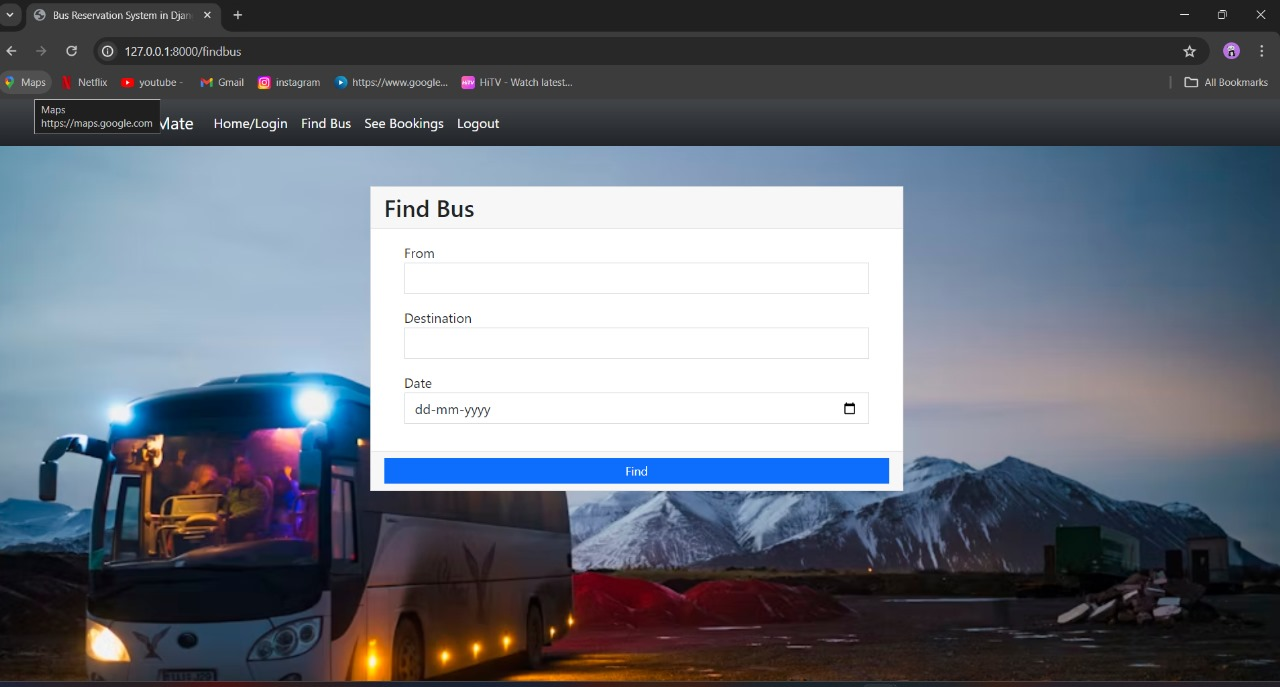 Bus Reservation System in Djan
127.0.0.1:8000/findbus
Maps Netflix youtube - Gmail instagram https://www.google... HiTV - Watch latest... All Bookmarks
Maps
https://maps.google.com
Mate Home/Login Find Bus See Bookings Logout
Find Bus
From
Destination
Date
dd-mm-yyyy
Find